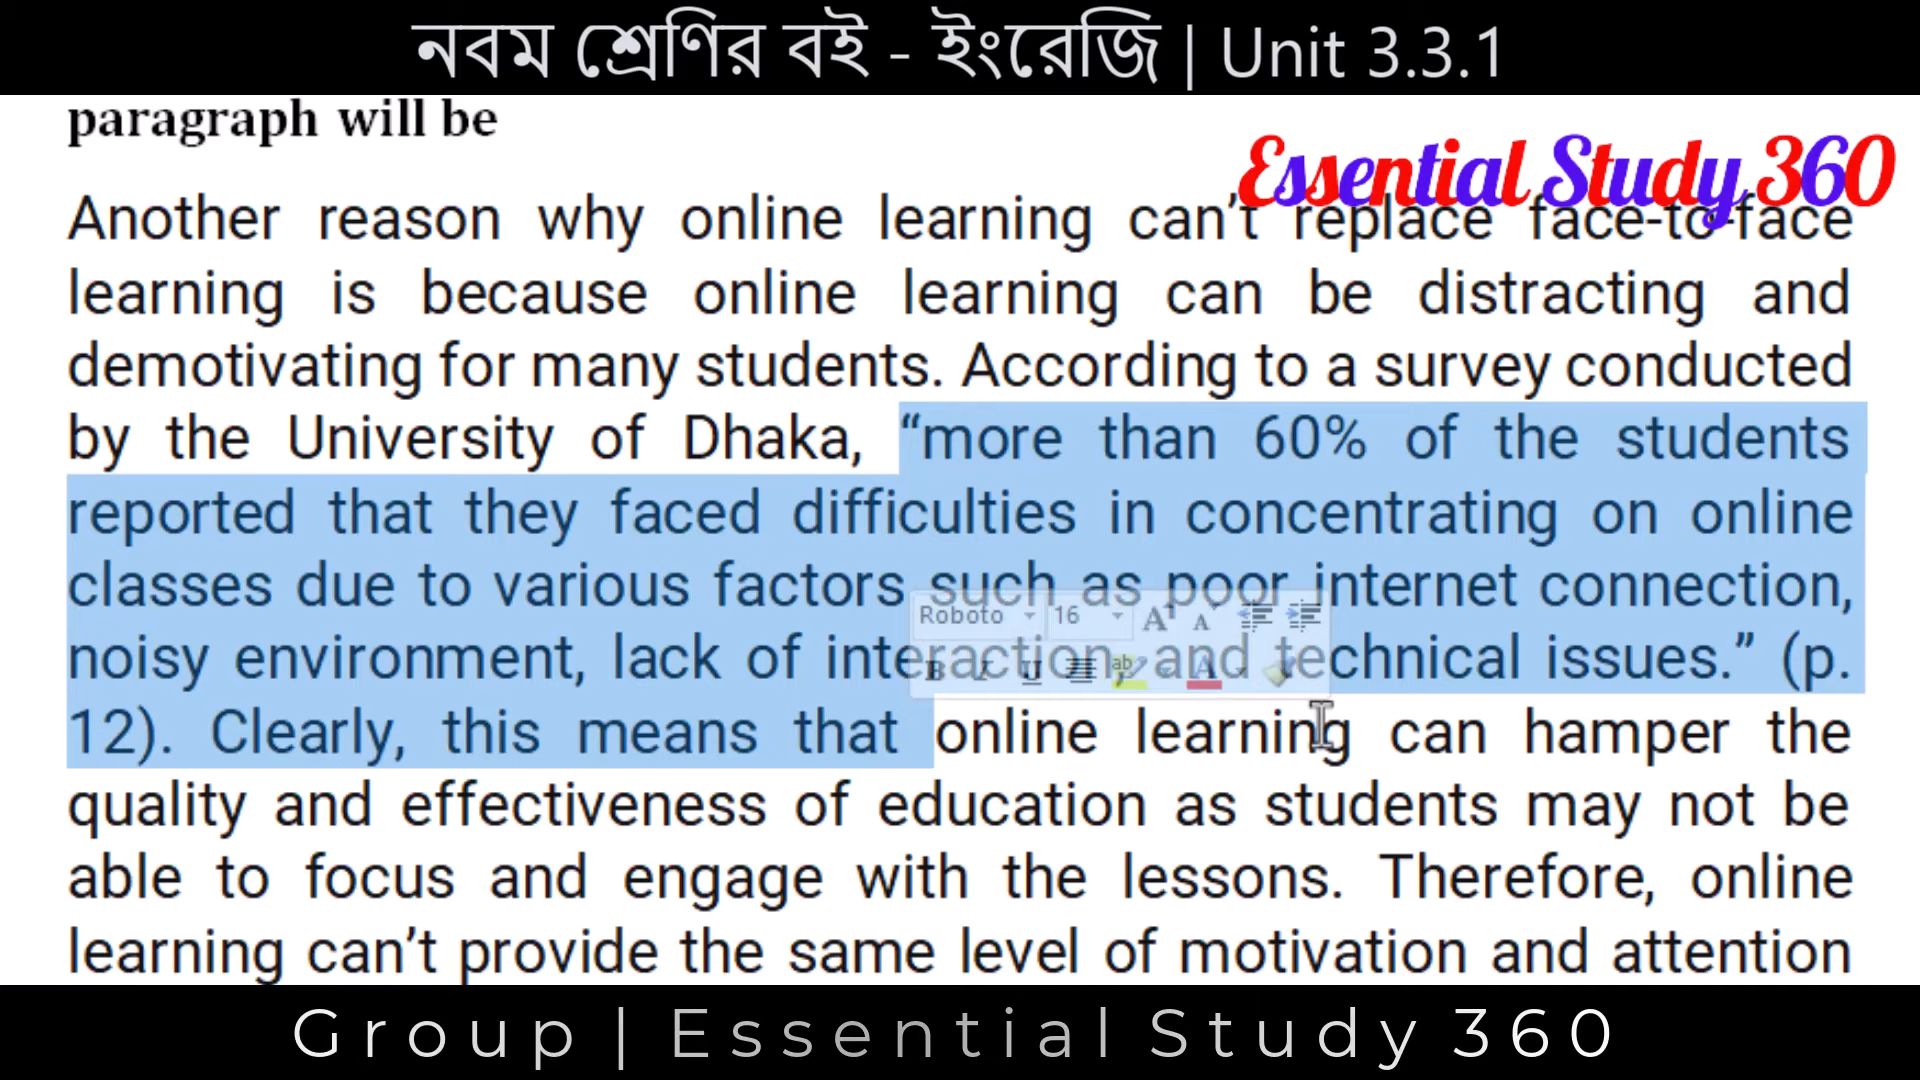 নবম শ্রেণির বই - ইংরেজি | Unit 3.3.1
paragraph will be
Essential Study 360
Another reason why online learning can’t replace face-to-face
learning is because online learning can be distracting and
demotivating for many students. According to a survey conducted
by the University of Dhaka, “more than 60% of the students
reported that they faced difficulties in concentrating on online
classes due to various factors such as poor internet connection,
Roboto 16
noisy environment, lack of interaction, and technical issues.” (p.
12). Clearly, this means that online learning can hamper the
quality and effectiveness of education as students may not be
able to focus and engage with the lessons. Therefore, online
learning can’t provide the same level of motivation and attention
Group | Essential Study 360